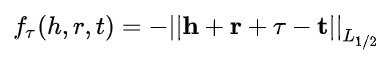 f_τ(h, r, t) = −||𝐡 + 𝐫 + τ − 𝐭||_{L_{1/2}}